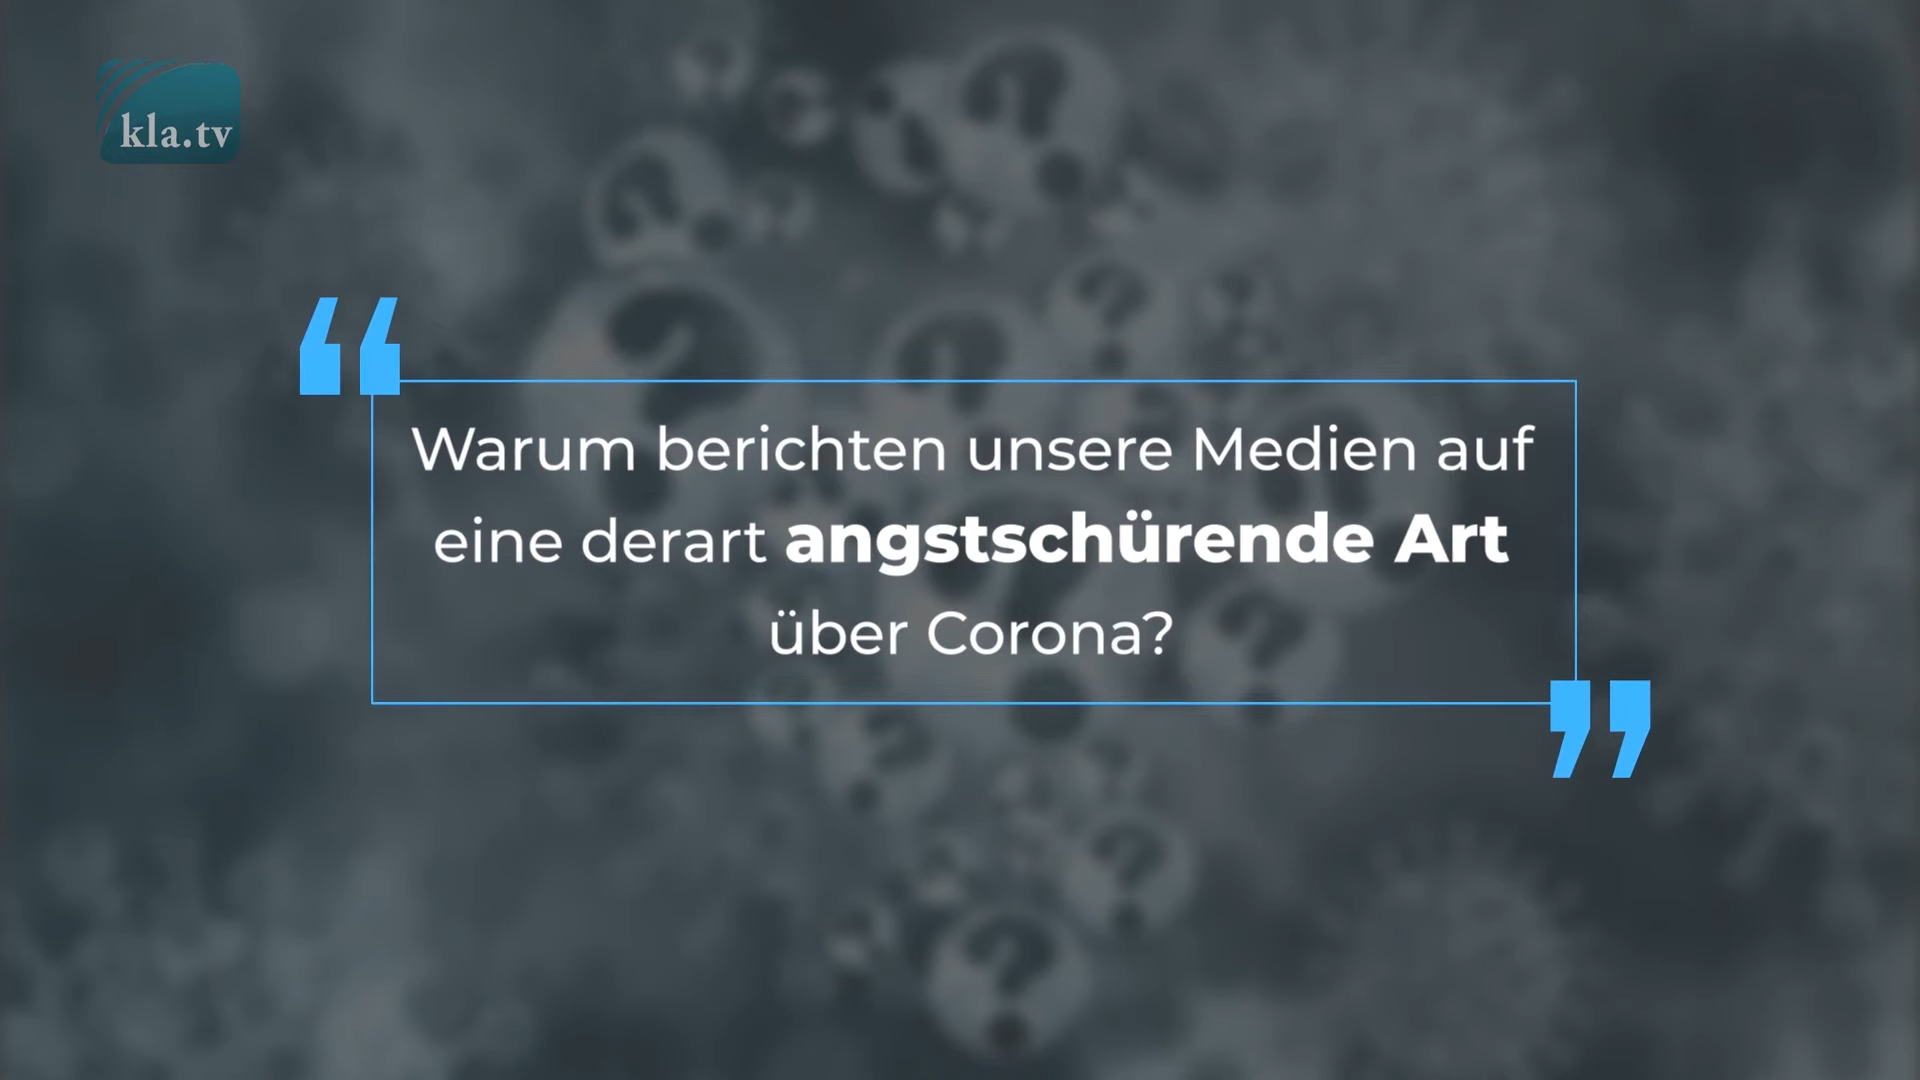 kla.tv
Warum berichten unsere Medien auf
eine derart angstschürende Art
über Corona?